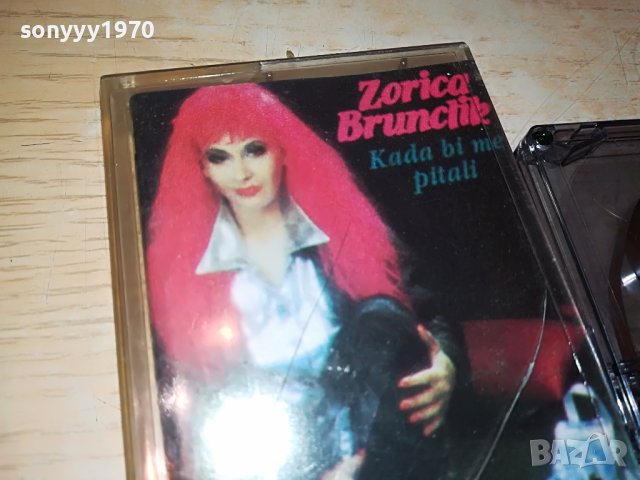 sonyyy1970
Zorica
Brunclik
Kada bi me
pitali
BAZAR